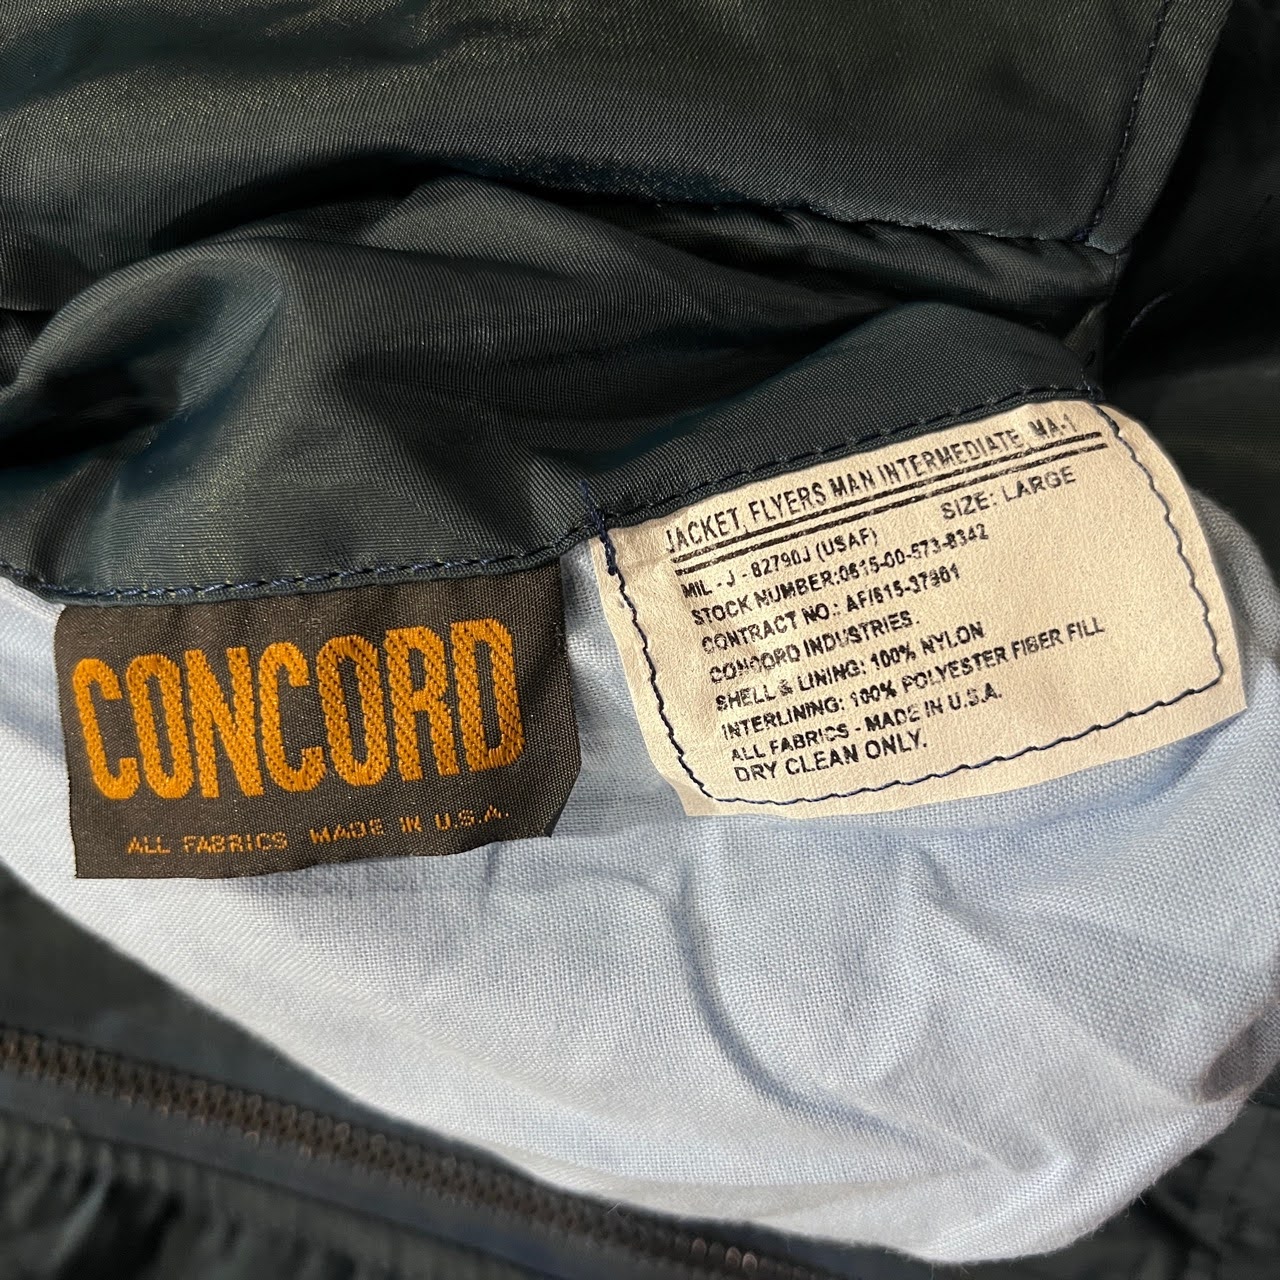 CONCORD
ALL FABRICS MADE IN U.S.A.
JACKET, FLYERS MAN INTERMEDIATE, MA-1
SIZE: LARGE
MIL - J - 82790J (USAF)
STOCK NUMBER:0615-00-573-8342
CONTRACT NO.: AF/615-37901
CONCORD INDUSTRIES.
SHELL & LINING: 100% NYLON
INTERLINING: 100% POLYESTER FIBER FILL
ALL FABRICS - MADE IN U.S.A.
DRY CLEAN ONLY.